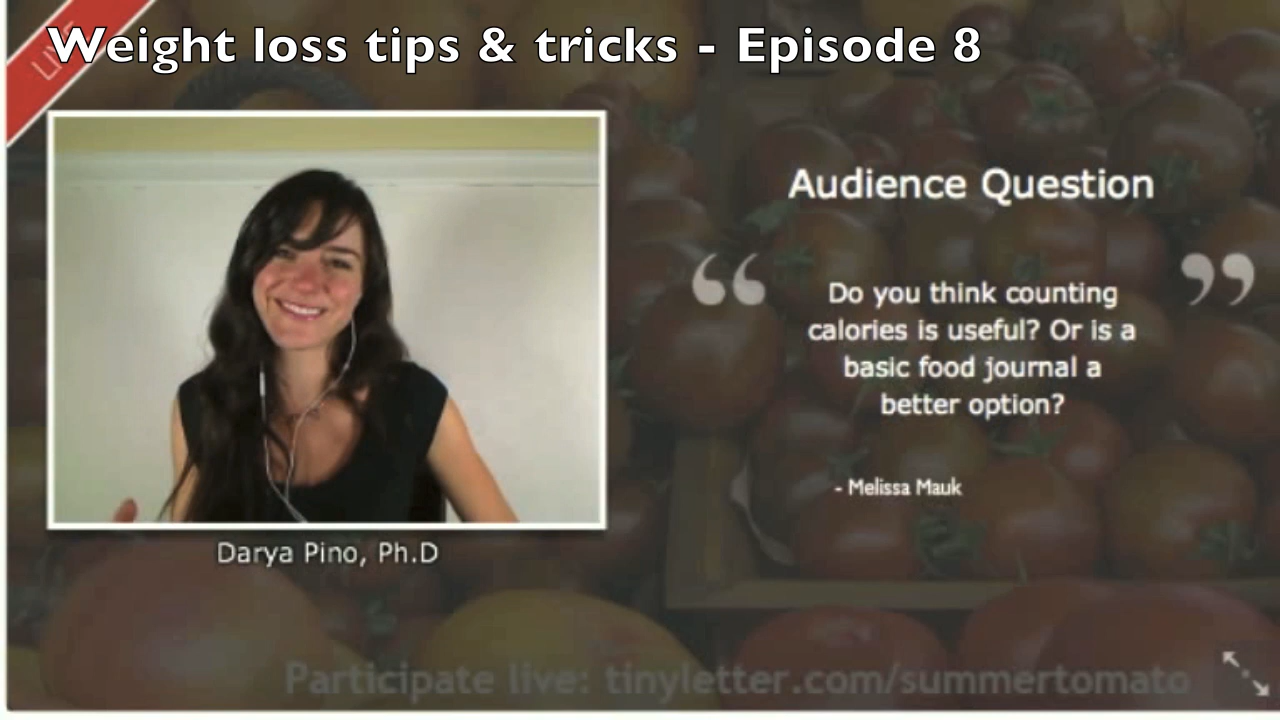 LIVE
Weight loss tips & tricks - Episode 8
Audience Question
“
”
Do you think counting
calories is useful? Or is a
basic food journal a
better option?
- Melissa Mauk
Darya Pino, Ph.D
Participate live: tinyletter.com/summertomato